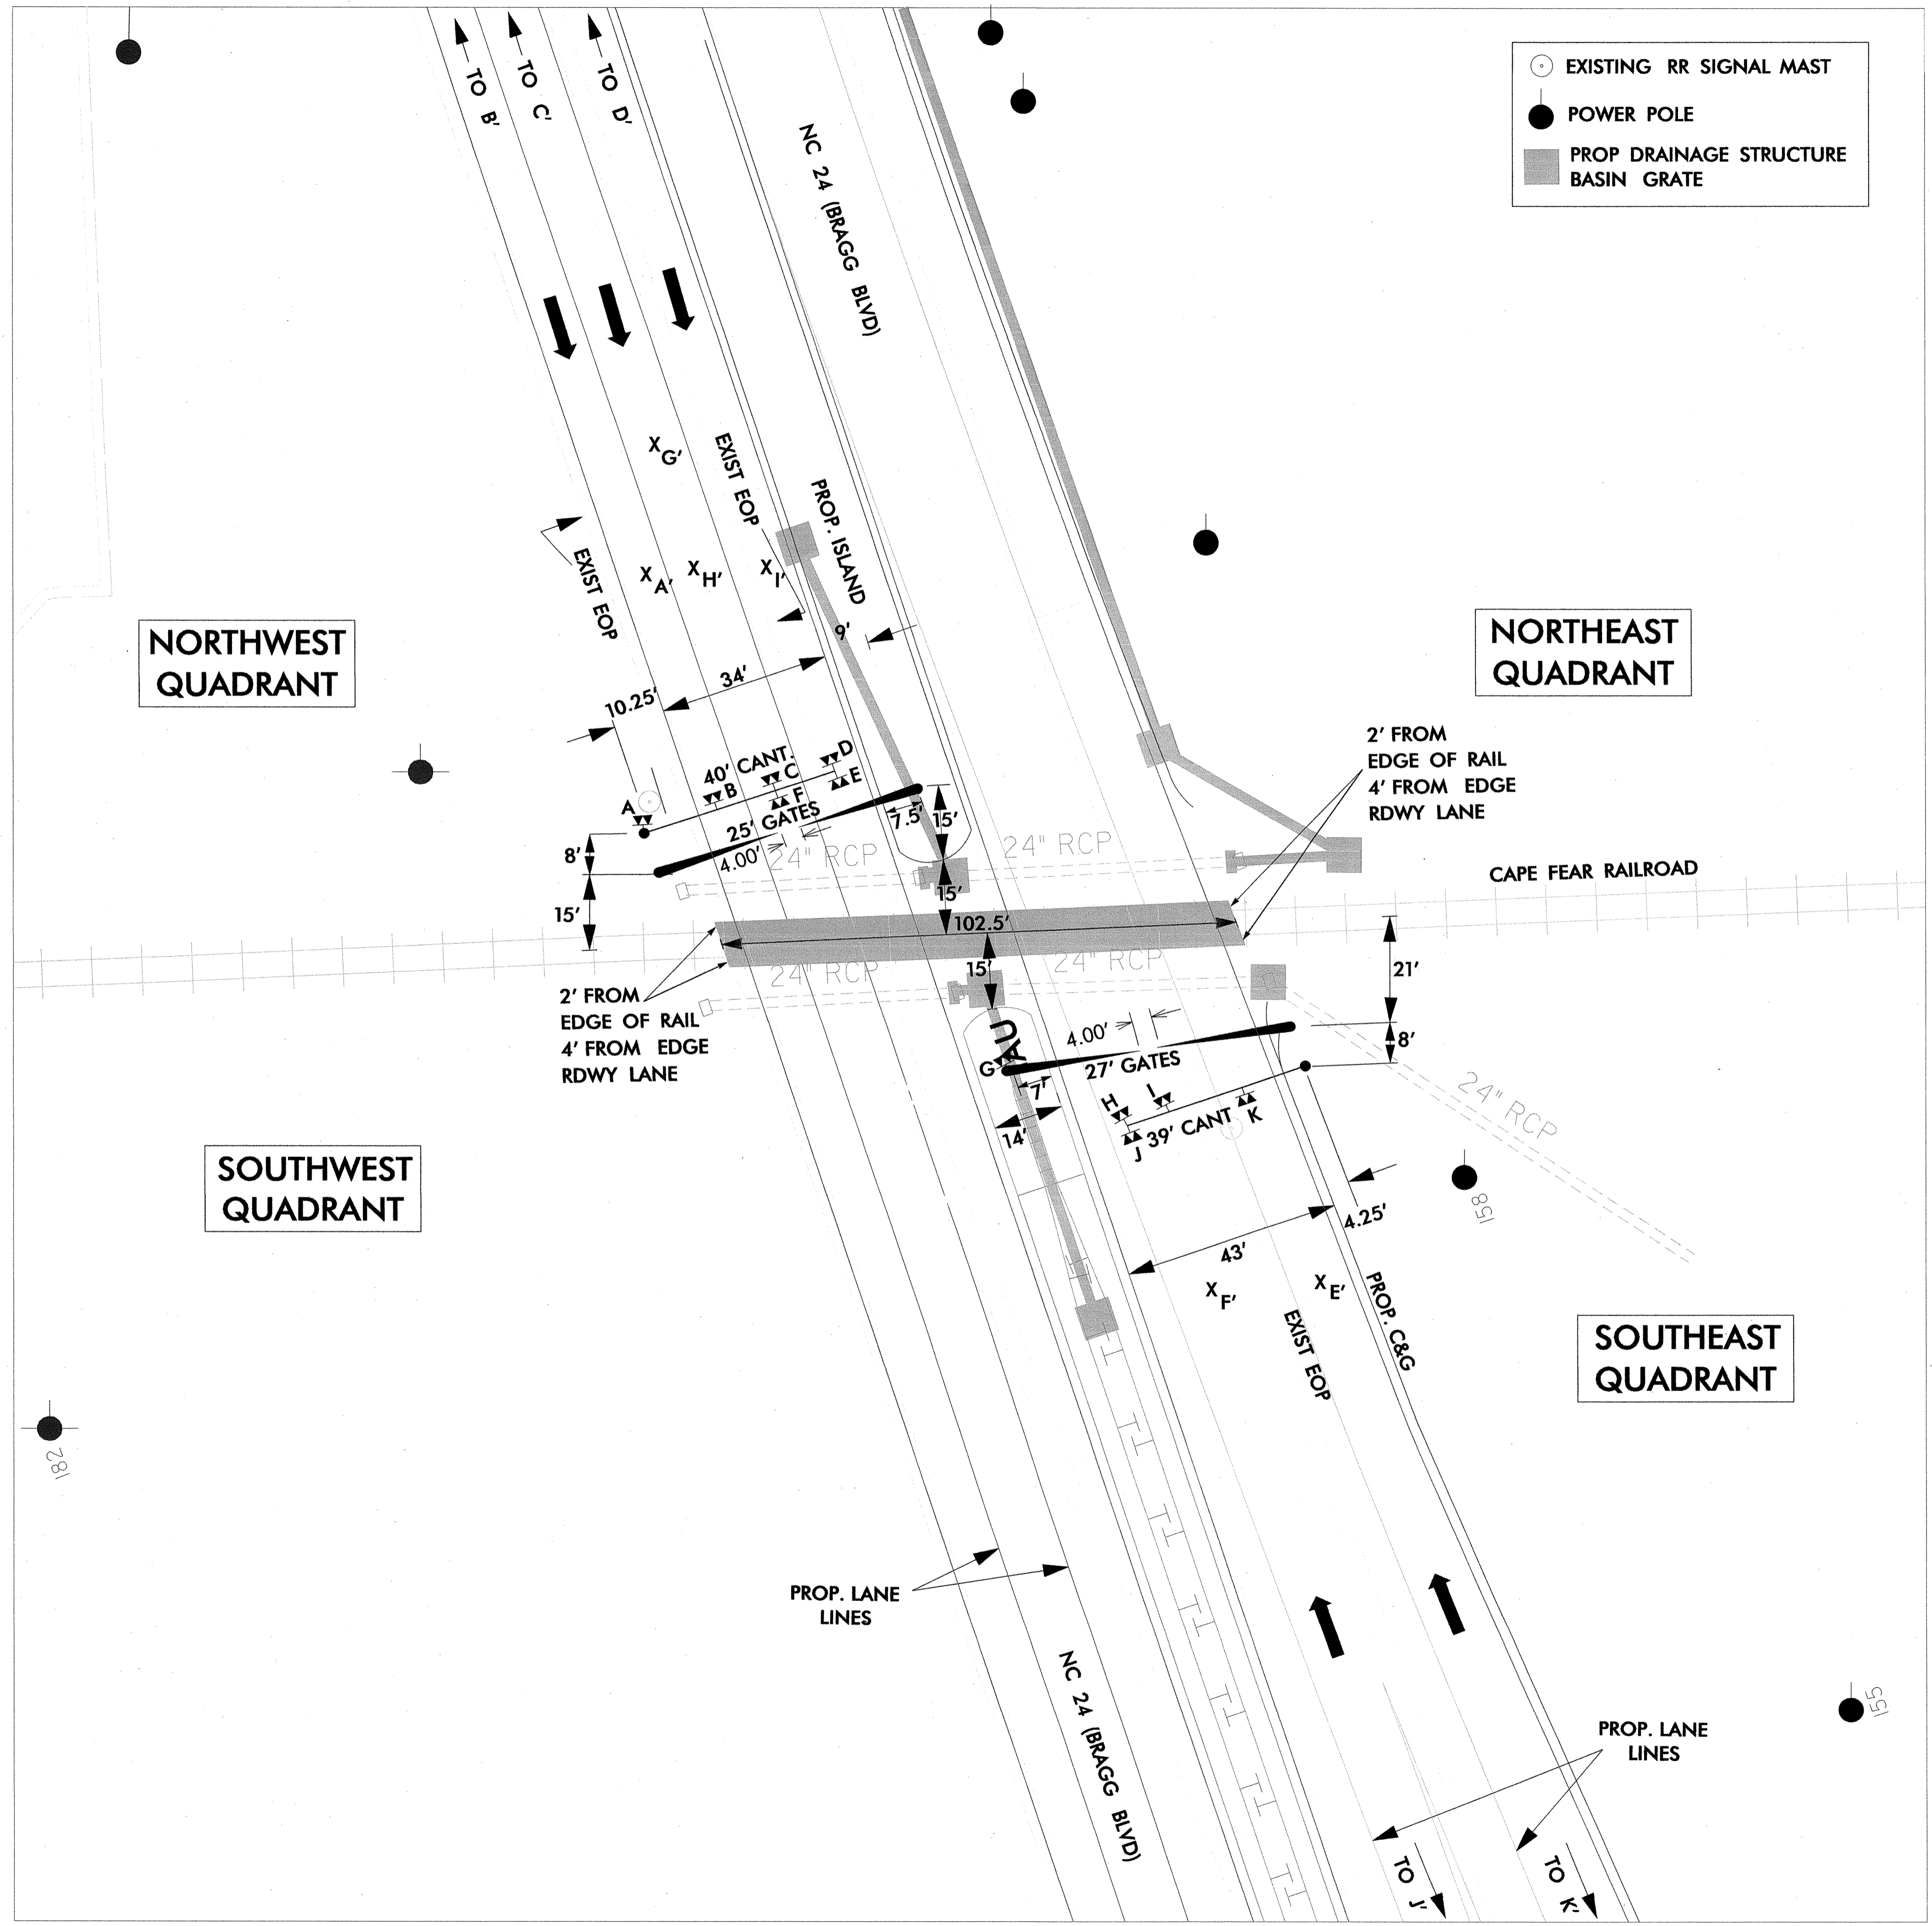 TO B'
TO C'
TO D'
EXISTING RR SIGNAL MAST
POWER POLE
PROP DRAINAGE STRUCTURE
BASIN GRATE
NC 24 (BRAGG BLVD)
X G'
EXIST EOP
PROP. ISLAND
EXIST EOP
X A'
X H'
X I'
9'
NORTHWEST
QUADRANT
NORTHEAST
QUADRANT
34'
10.25'
2' FROM
EDGE OF RAIL
4' FROM EDGE
RDWY LANE
40' CANT.
A
B
C
D
E
F
25' GATES
7.5'
15'
4.00'
24" RCP
24" RCP
8'
15'
15'
CAPE FEAR RAILROAD
102.5'
15'
24" RCP
24" RCP
21'
2' FROM
EDGE OF RAIL
4' FROM EDGE
RDWY LANE
4.00'
8'
G
27' GATES
7'
14'
H
I
J
39' CANT
K
24" RCP
SOUTHWEST
QUADRANT
158
4.25'
43'
X F'
X E'
EXIST EOP
PROP. C&G
SOUTHEAST
QUADRANT
182
PROP. LANE
LINES
NC 24 (BRAGG BLVD)
155
PROP. LANE
LINES
TO J'
TO K'